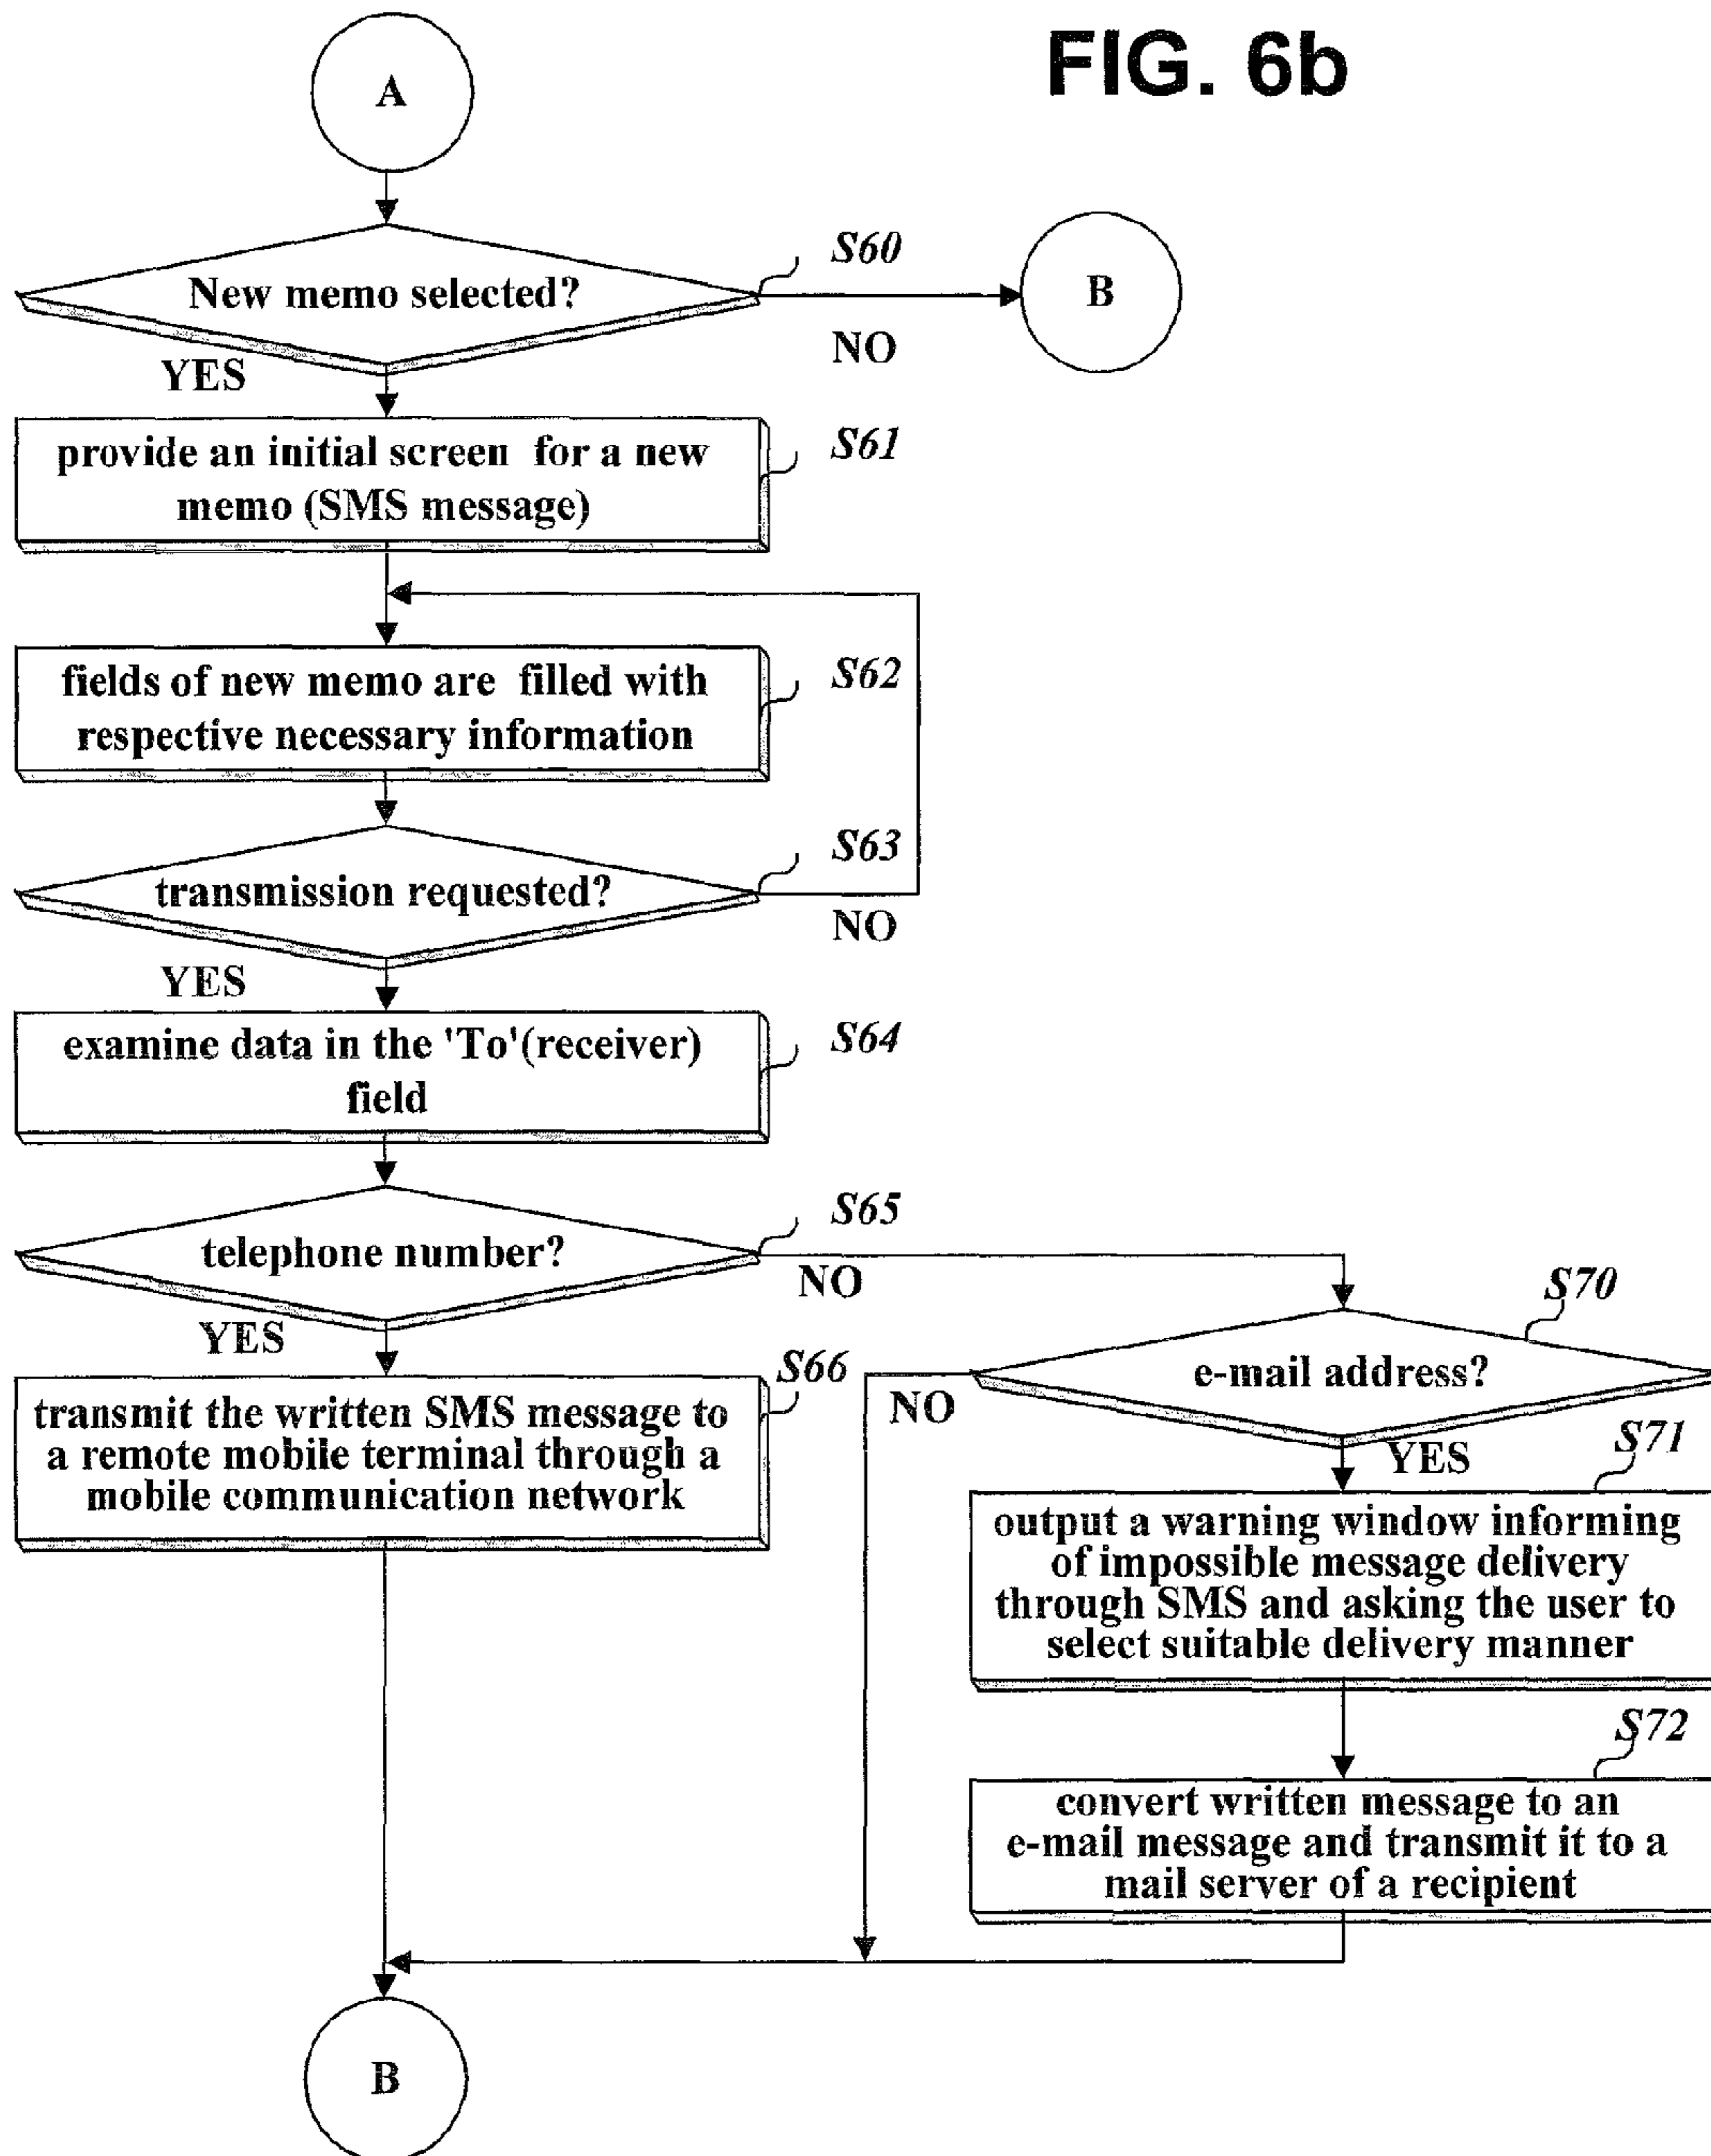 FIG. 6b
A
S60
New memo selected?
B
NO
YES
S61
provide an initial screen for a new
memo (SMS message)
S62
fields of new memo are filled with
respective necessary information
S63
transmission requested?
NO
YES
S64
examine data in the 'To'(receiver)
field
S65
telephone number?
NO
YES
S70
e-mail address?
NO
YES
S66
transmit the written SMS message to
a remote mobile terminal through a
mobile communication network
S71
output a warning window informing
of impossible message delivery
through SMS and asking the user to
select suitable delivery manner
S72
convert written message to an
e-mail message and transmit it to a
mail server of a recipient
B